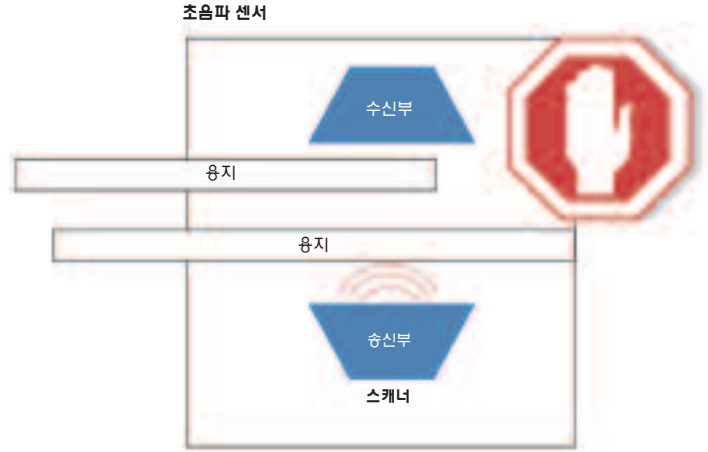 초음파 센서
수신부
용지
용지
송신부
스캐너